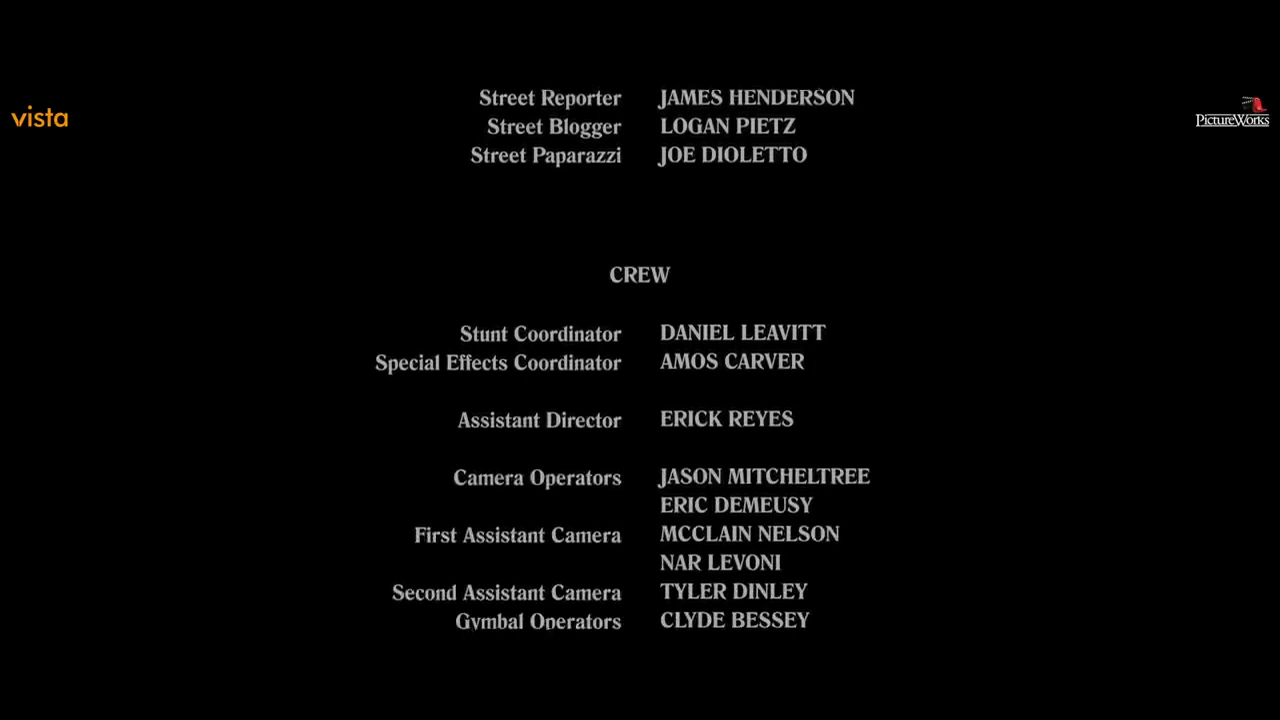 Street Reporter JAMES HENDERSON
vista
PictureWorks
Street Blogger LOGAN PIETZ
Street Paparazzi JOE DIOLETTO
CREW
Stunt Coordinator DANIEL LEAVITT
Special Effects Coordinator AMOS CARVER
Assistant Director ERICK REYES
Camera Operators JASON MITCHELTREE
ERIC DEMEUSY
First Assistant Camera MCCLAIN NELSON
NAR LEVONI
Second Assistant Camera TYLER DINLEY
Gymbal Operators CLYDE BESSEY